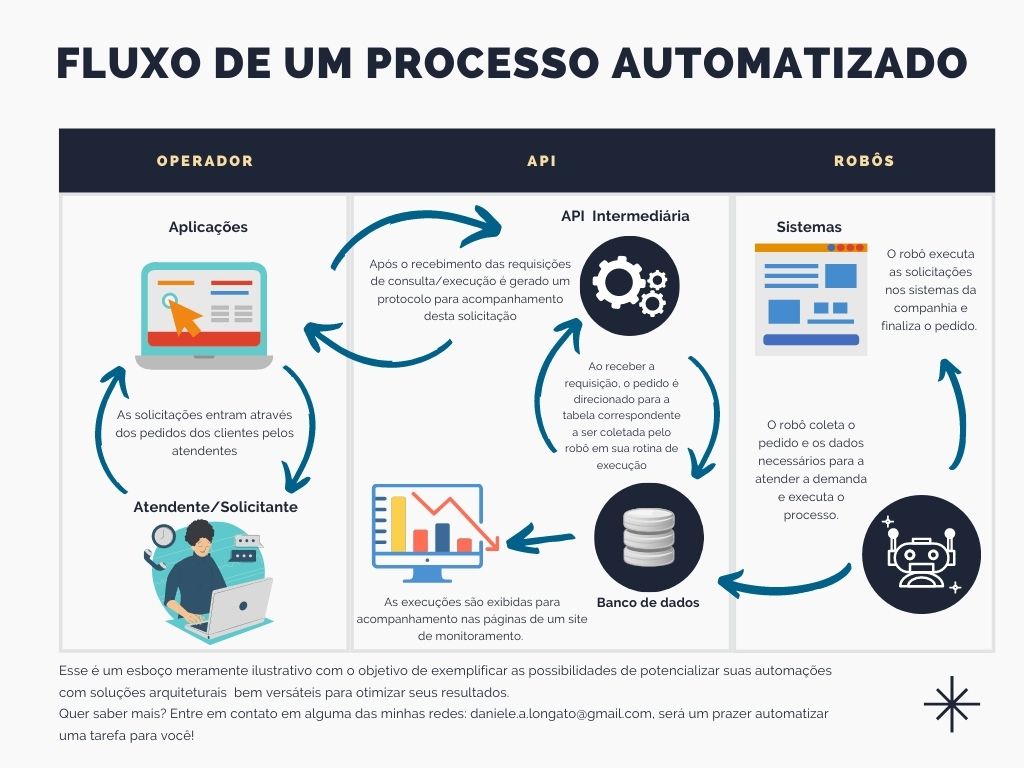 FLUXO DE UM PROCESSO AUTOMATIZADO
OPERADOR
API
ROBÔS
Aplicações
As solicitações entram através
dos pedidos dos clientes pelos
atendentes
Atendente/Solicitante
API Intermediária
Após o recebimento das requisições
de consulta/execução é gerado um
protocolo para acompanhamento
desta solicitação
Ao receber a
requisição, o pedido é
direcionado para a
tabela correspondente
a ser coletada pelo
robô em sua rotina de
execução
Banco de dados
As execuções são exibidas para
acompanhamento nas páginas de um site
de monitoramento.
Sistemas
O robô executa
as solicitações
nos sistemas da
companhia e
finaliza o pedido.
O robô coleta o
pedido e os dados
necessários para a
atender a demanda
e executa o
processo.
Esse é um esboço meramente ilustrativo com o objetivo de exemplificar as possibilidades de potencializar suas automações
com soluções arquiteturais bem versáteis para otimizar seus resultados.
Quer saber mais? Entre em contato em alguma das minhas redes: daniele.a.longato@gmail.com, será um prazer automatizar
uma tarefa para você!